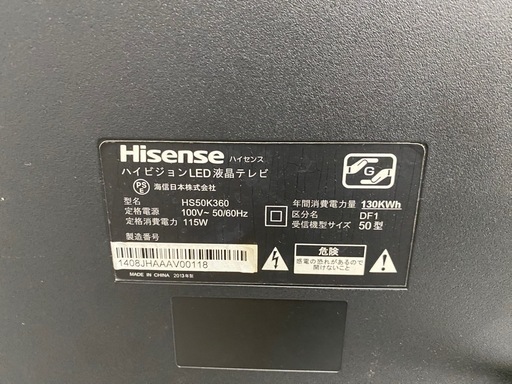 Hisense ハイセンス
ハイビジョンLED液晶テレビ
PS
E
海信日本株式会社
G
型名 HS50K360
定格電源 100V~ 50/60Hz
定格消費電力 115W
年間消費電力量 130KWh
区分名 DF1
受信機型サイズ 50型
製造番号
1408JHAAAV00118
MADE IN CHINA 2013年製
危険
感電の恐れがあるので
開けないこと